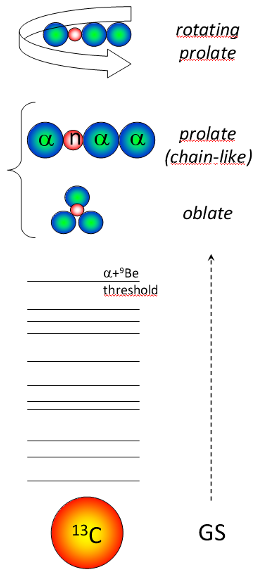 rotating
prolate
α n α α
prolate
(chain-like)
oblate
α+⁹Be
threshold
¹³C
GS